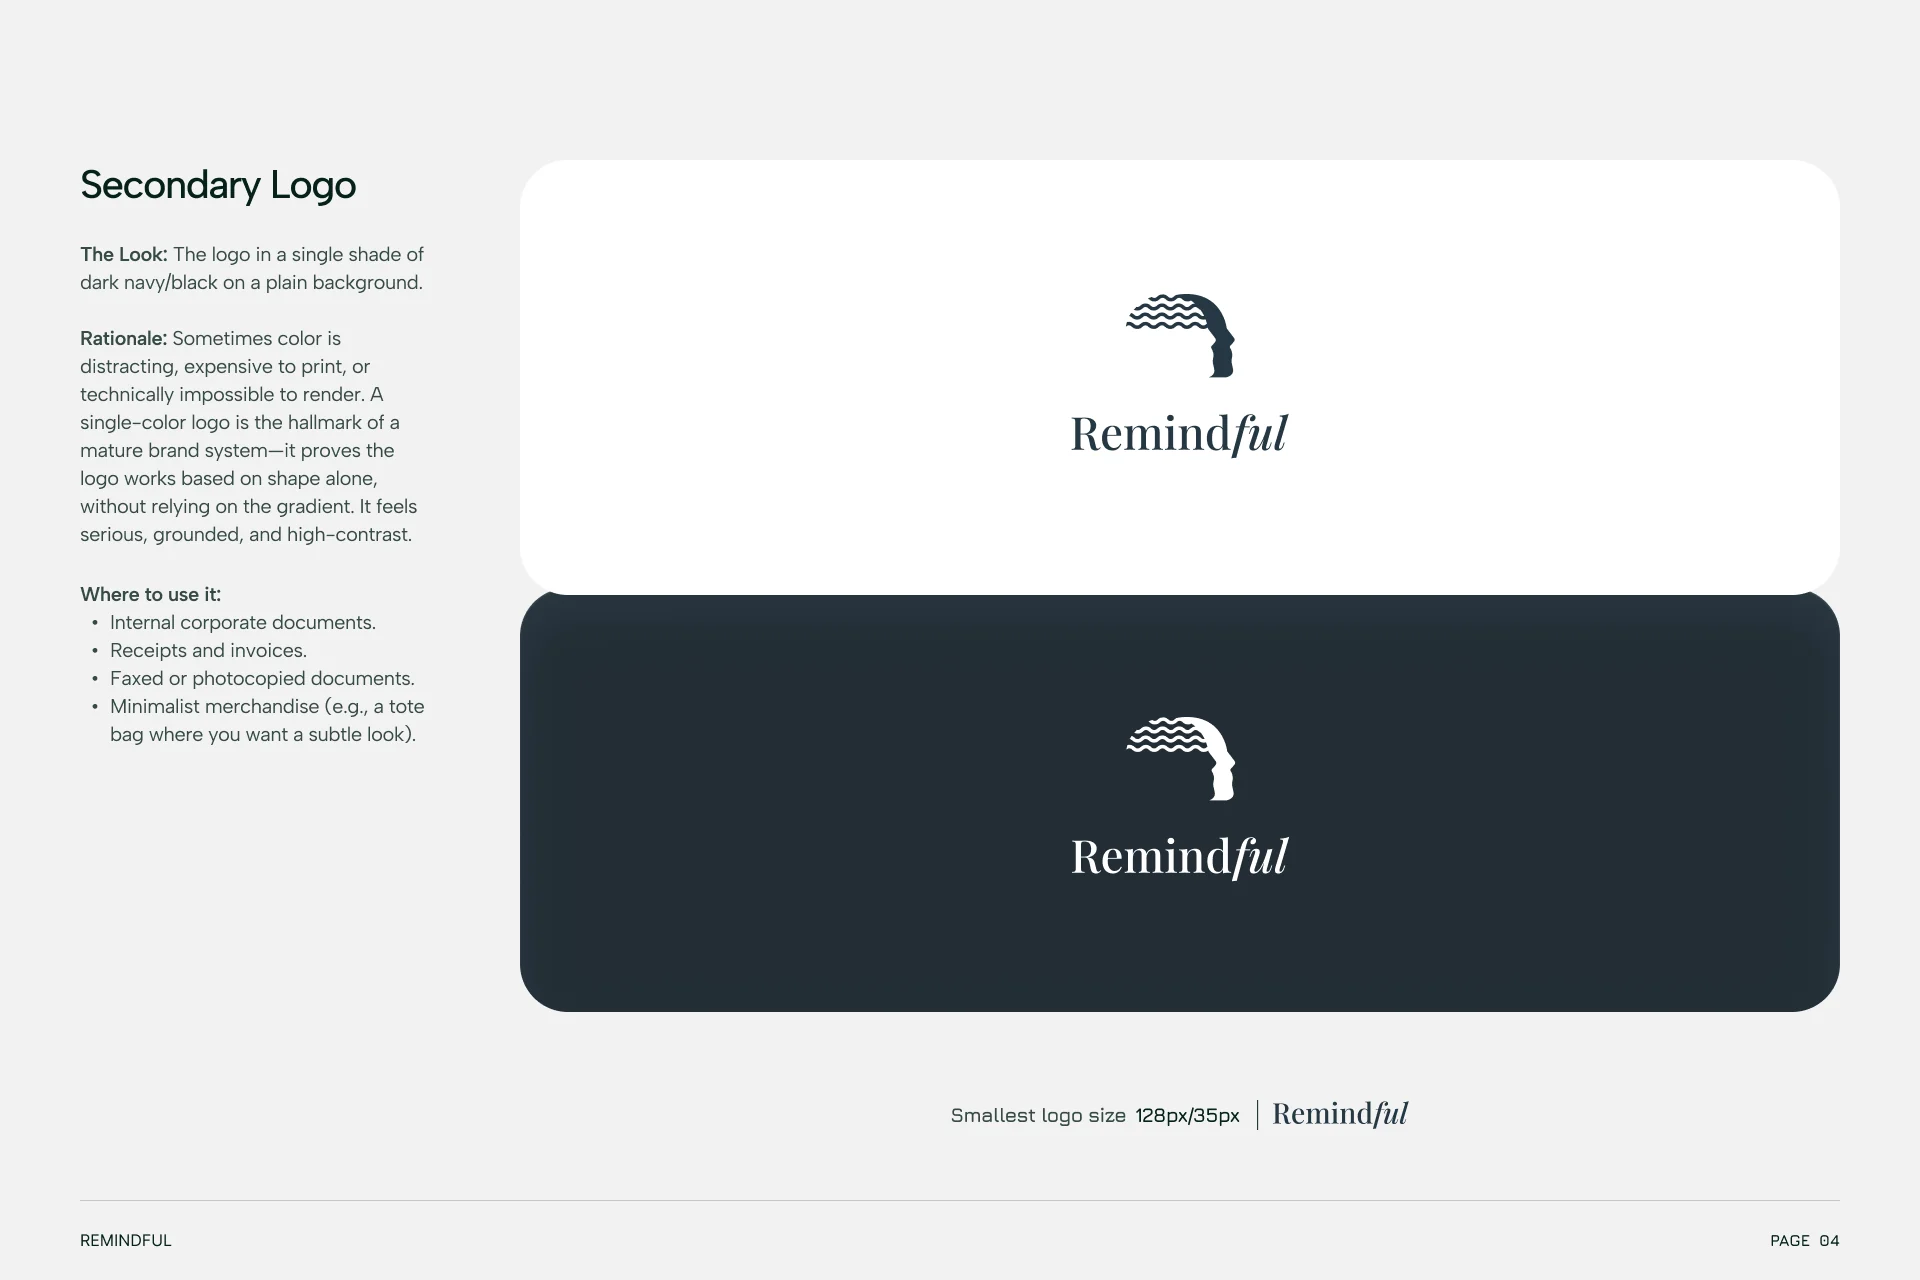 Secondary Logo
The Look: The logo in a single shade of
dark navy/black on a plain background.
Rationale: Sometimes color is
distracting, expensive to print, or
technically impossible to render. A
single-color logo is the hallmark of a
mature brand system—it proves the
logo works based on shape alone,
without relying on the gradient. It feels
serious, grounded, and high-contrast.
Where to use it:
• Internal corporate documents.
• Receipts and invoices.
• Faxed or photocopied documents.
• Minimalist merchandise (e.g., a tote
bag where you want a subtle look).
Remindful
Remindful
Smallest logo size 128px/35px | Remindful
REMINDFUL
PAGE 04